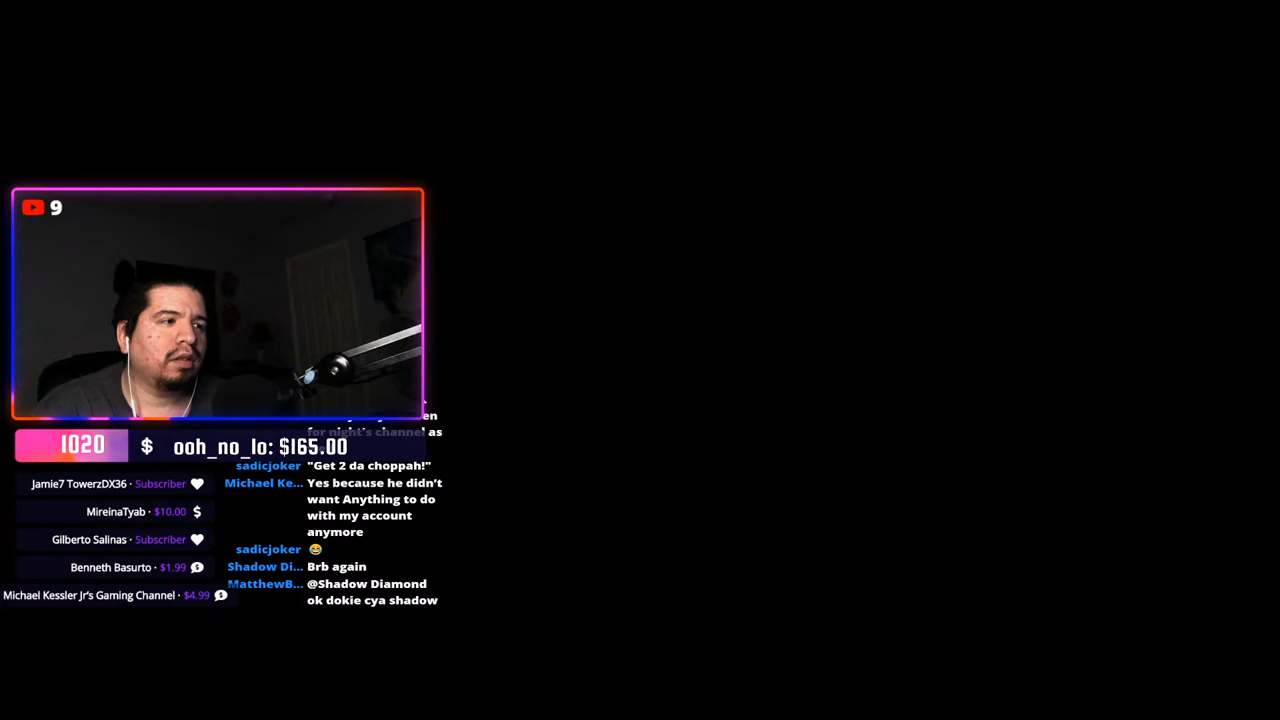 9
en
for night's channel as
1020 $ ooh_no_lo: $165.00
sadicjoker "Get 2 da choppah!"
Jamie7 TowerzDX36 · Subscriber
Michael Ke... Yes because he didn't
want Anything to do
with my account
anymore
MireinaTyab · $10.00 $
Gilberto Salinas · Subscriber
sadicjoker 😂
Benneth Basurto · $1.99
Shadow Di... Brb again
MatthewB... @Shadow Diamond
ok dokie cya shadow
Michael Kessler Jr's Gaming Channel · $4.99